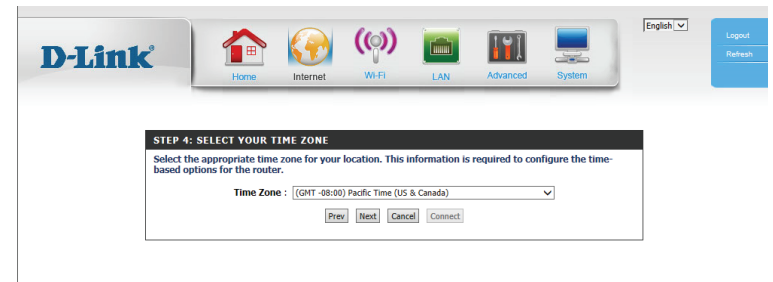 D-Link®
Home
Internet
Wi-Fi
LAN
Advanced
System
English
Logout
Refresh
STEP 4: SELECT YOUR TIME ZONE
Select the appropriate time zone for your location. This information is required to configure the time-
based options for the router.
Time Zone : (GMT -08:00) Pacific Time (US & Canada)
Prev Next Cancel Connect